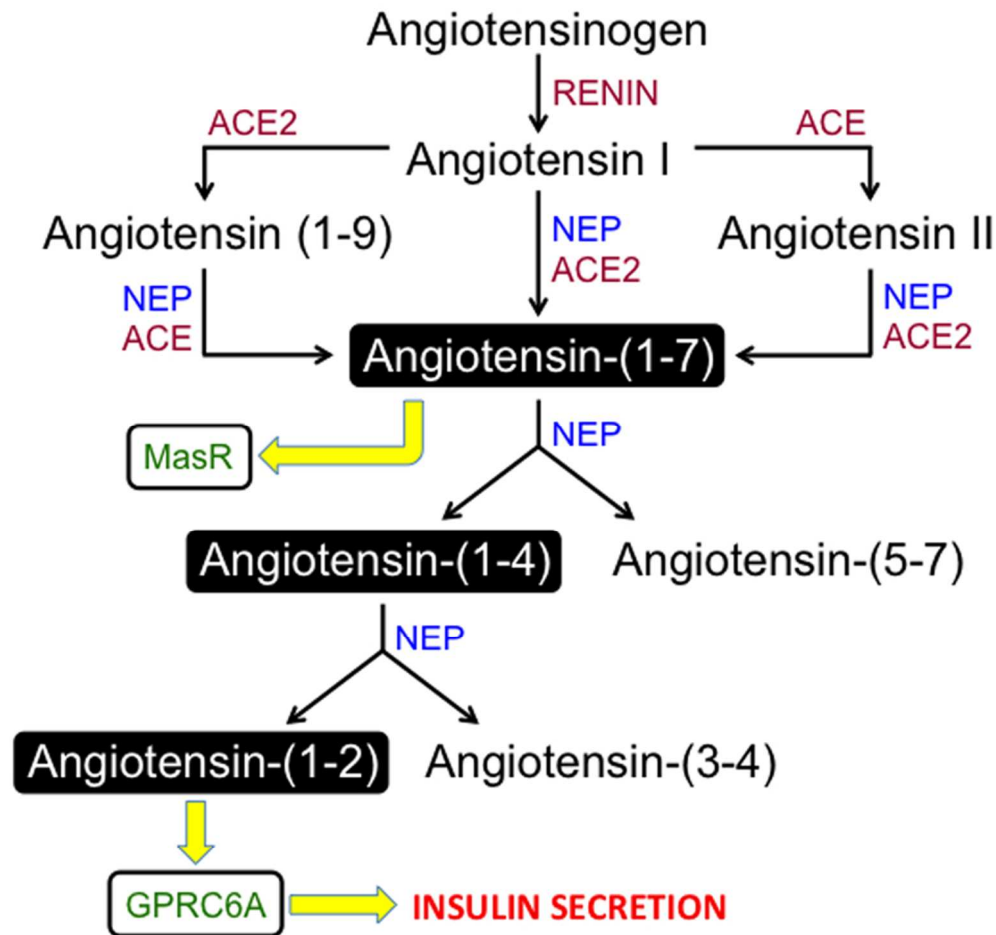 Angiotensinogen
RENIN
ACE2
ACE
Angiotensin I
Angiotensin (1-9)
NEP
ACE2
Angiotensin II
NEP
ACE
NEP
ACE2
Angiotensin-(1-7)
MasR
NEP
Angiotensin-(1-4)
Angiotensin-(5-7)
NEP
Angiotensin-(1-2)
Angiotensin-(3-4)
GPRC6A
INSULIN SECRETION